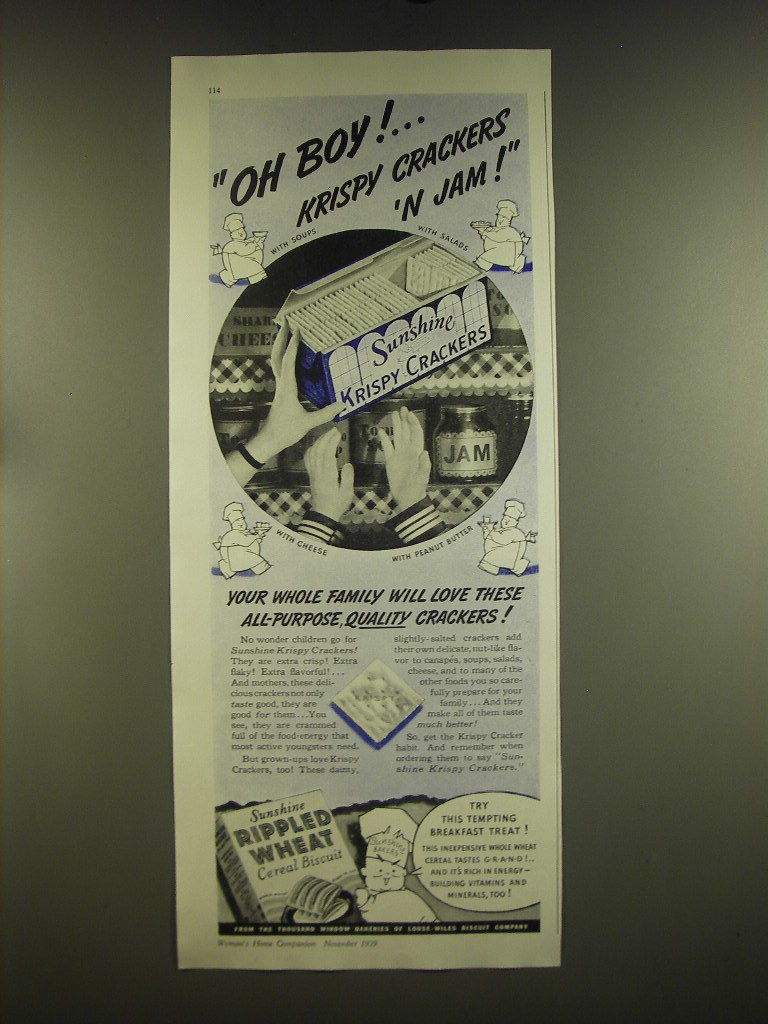 114
"OH BOY!...
KRISPY CRACKERS
'N JAM!"
WITH SOUPS
WITH SALADS
SHAR
CHEE
Sunshine
KRISPY CRACKERS
JAM
WITH CHEESE
WITH PEANUT BUTTER
YOUR WHOLE FAMILY WILL LOVE THESE
ALL-PURPOSE, QUALITY CRACKERS!
No wonder children go for
Sunshine Krispy Crackers!
They are extra crisp! Extra
flaky! Extra flavorful!...
And mothers, these deli-
cious crackers not only
taste good, they are
good for them...You
see, they are crammed
full of the food-energy that
most active youngsters need.
But grown-ups love Krispy
Crackers, too! These dainty,
slightly-salted crackers add
their own delicate, nut-like fla-
vor to canapés, soups, salads,
cheese, and to many of the
other foods you so care-
fully prepare for your
family...And they
make all of them taste
much better!
So, get the Krispy Cracker
habit. And remember when
ordering them to say "Sun-
shine Krispy Crackers."
Sunshine
RIPPLED
WHEAT
Cereal Biscuit
SUNSHINE
BAKERS
TRY
THIS TEMPTING
BREAKFAST TREAT!
THIS INEXPENSIVE WHOLE WHEAT
CEREAL TASTES G-R-A-N-D!..
AND IT'S RICH IN ENERGY—
BUILDING VITAMINS AND
MINERALS, TOO!
FROM THE THOUSAND WINDOW BAKERIES OF LOOSE-WILES BISCUIT COMPANY
Woman's Home Companion November 1939